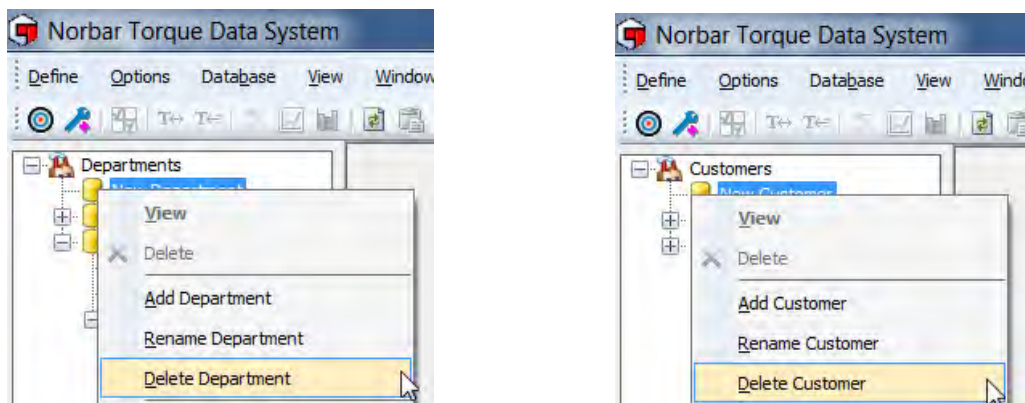 Norbar Torque Data System
Define Options Database View Window
T↔ T⇐
Departments
New Department
View
Delete
Add Department
Rename Department
Delete Department
Norbar Torque Data System
Define Options Database View
T↔ T⇐
Customers
New Customer
View
Delete
Add Customer
Rename Customer
Delete Customer